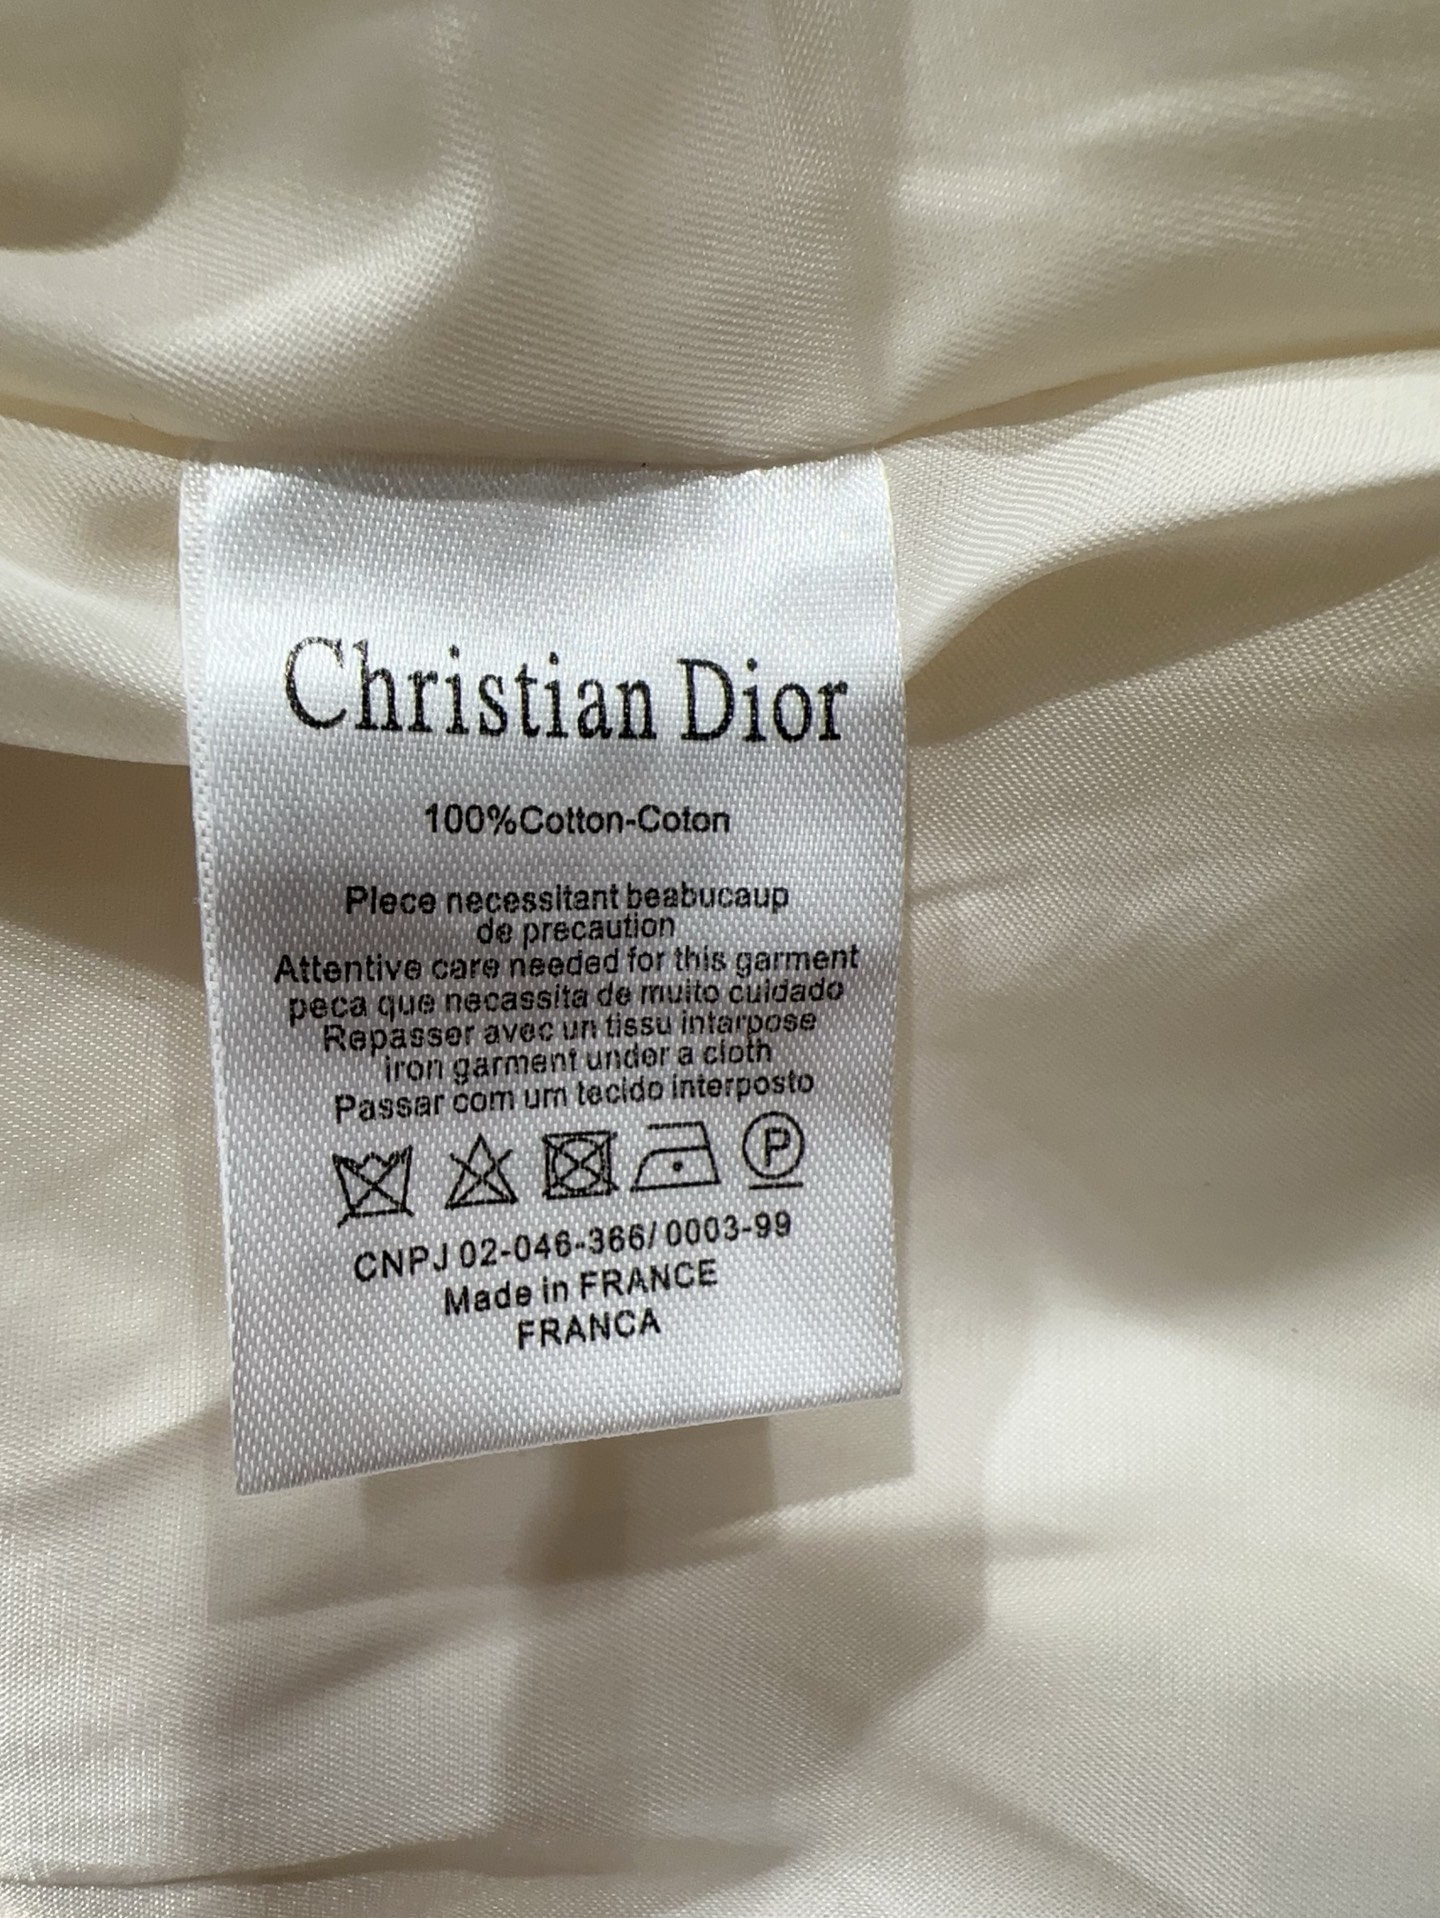 Christian Dior
100%Cotton-Coton
Piece necessitant beabucaup
de precaution
Attentive care needed for this garment
peca que necassita de muito cuidado
Repasser avec un tissu intarpose
iron garment under a cloth
Passar com um tecido interposto
P
CNPJ 02-046-366/0003-99
Made in FRANCE
FRANCA